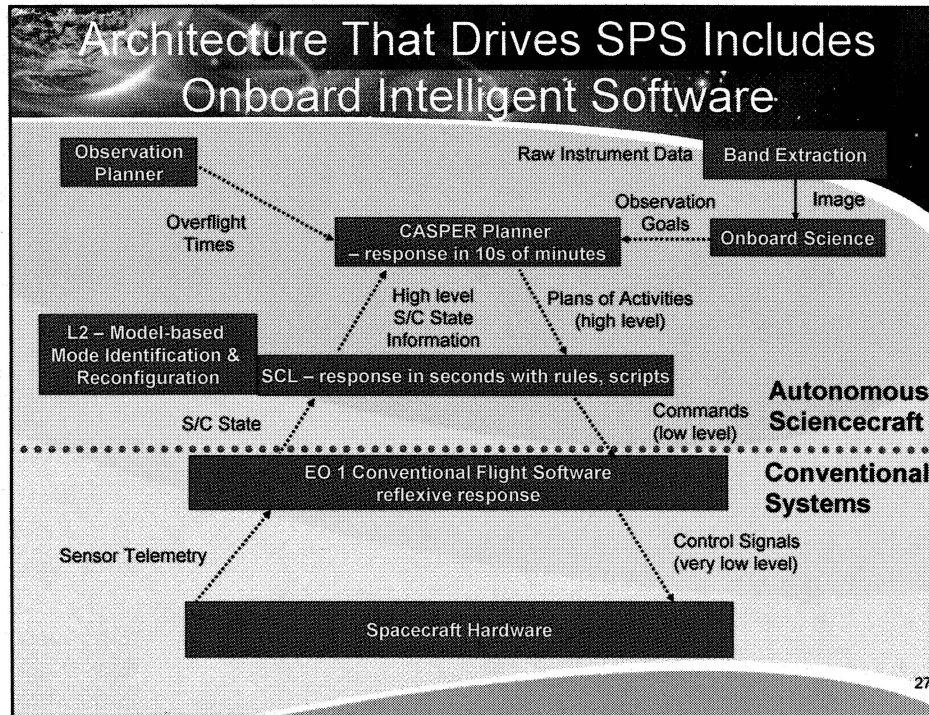 Architecture That Drives SPS Includes
Onboard Intelligent Software
Observation
Planner
Raw Instrument Data
Band Extraction
Image
Overflight
Times
Observation
Goals
CASPER Planner
– response in 10s of minutes
Onboard Science
High level
S/C State
Information
Plans of Activities
(high level)
L2 – Model-based
Mode Identification &
Reconfiguration
SCL – response in seconds with rules, scripts
Autonomous
Sciencecraft
S/C State
Commands
(low level)
EO 1 Conventional Flight Software
reflexive response
Conventional
Systems
Sensor Telemetry
Control Signals
(very low level)
Spacecraft Hardware
27